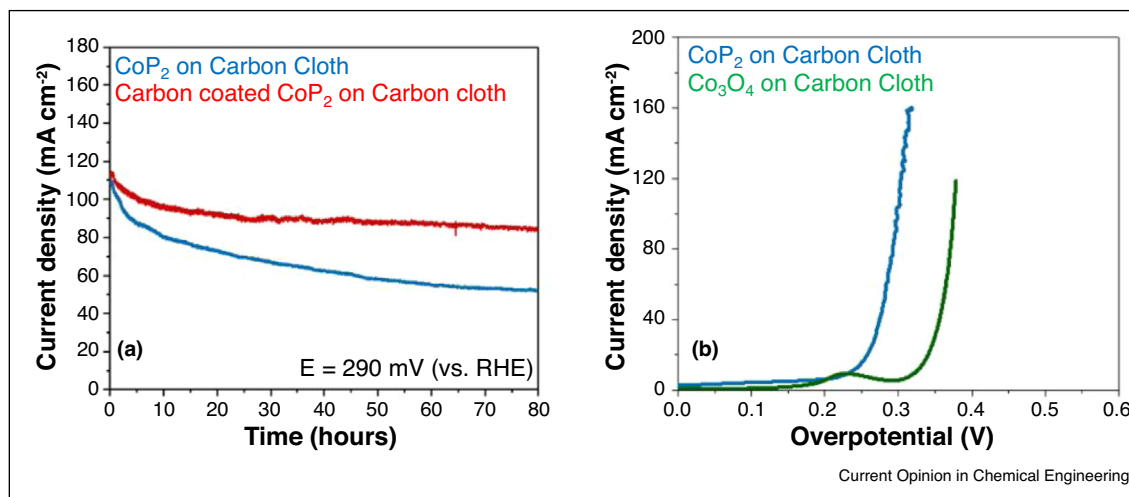 180
160
140
120
100
80
60
40
20
0
Current density (mA cm⁻²)
CoP₂ on Carbon Cloth
Carbon coated CoP₂ on Carbon cloth
(a)
E = 290 mV (vs. RHE)
0 10 20 30 40 50 60 70 80
Time (hours)
200
160
120
80
40
0
Current density (mA cm⁻²)
CoP₂ on Carbon Cloth
Co₃O₄ on Carbon Cloth
(b)
0.0 0.1 0.2 0.3 0.4 0.5 0.6
Overpotential (V)
Current Opinion in Chemical Engineering